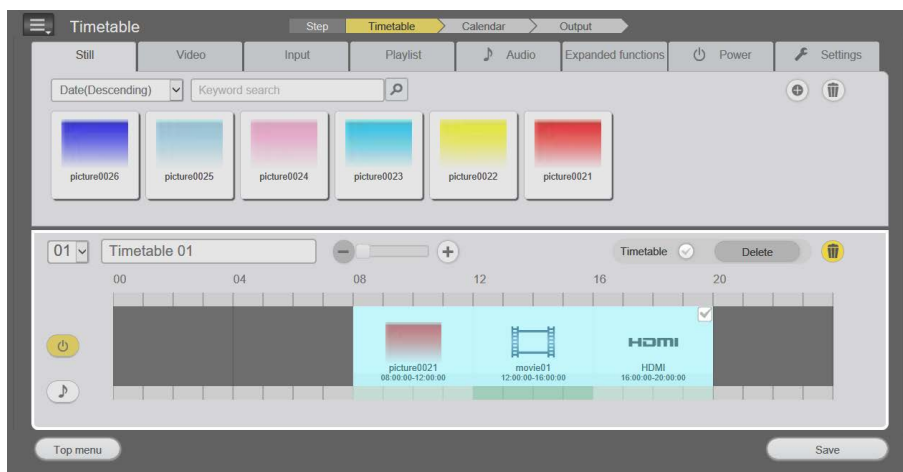 Timetable
Step Timetable Calendar Output
Still Video Input Playlist Audio Expanded functions Power Settings
Date(Descending) Keyword search
picture0026 picture0025 picture0024 picture0023 picture0022 picture0021
01 Timetable 01 Timetable Delete
00 04 08 12 16 20
HDMI
picture0021 movie01 HDMI
08:00:00-12:00:00 12:00:00-16:00:00 16:00:00-20:00:00
Top menu Save